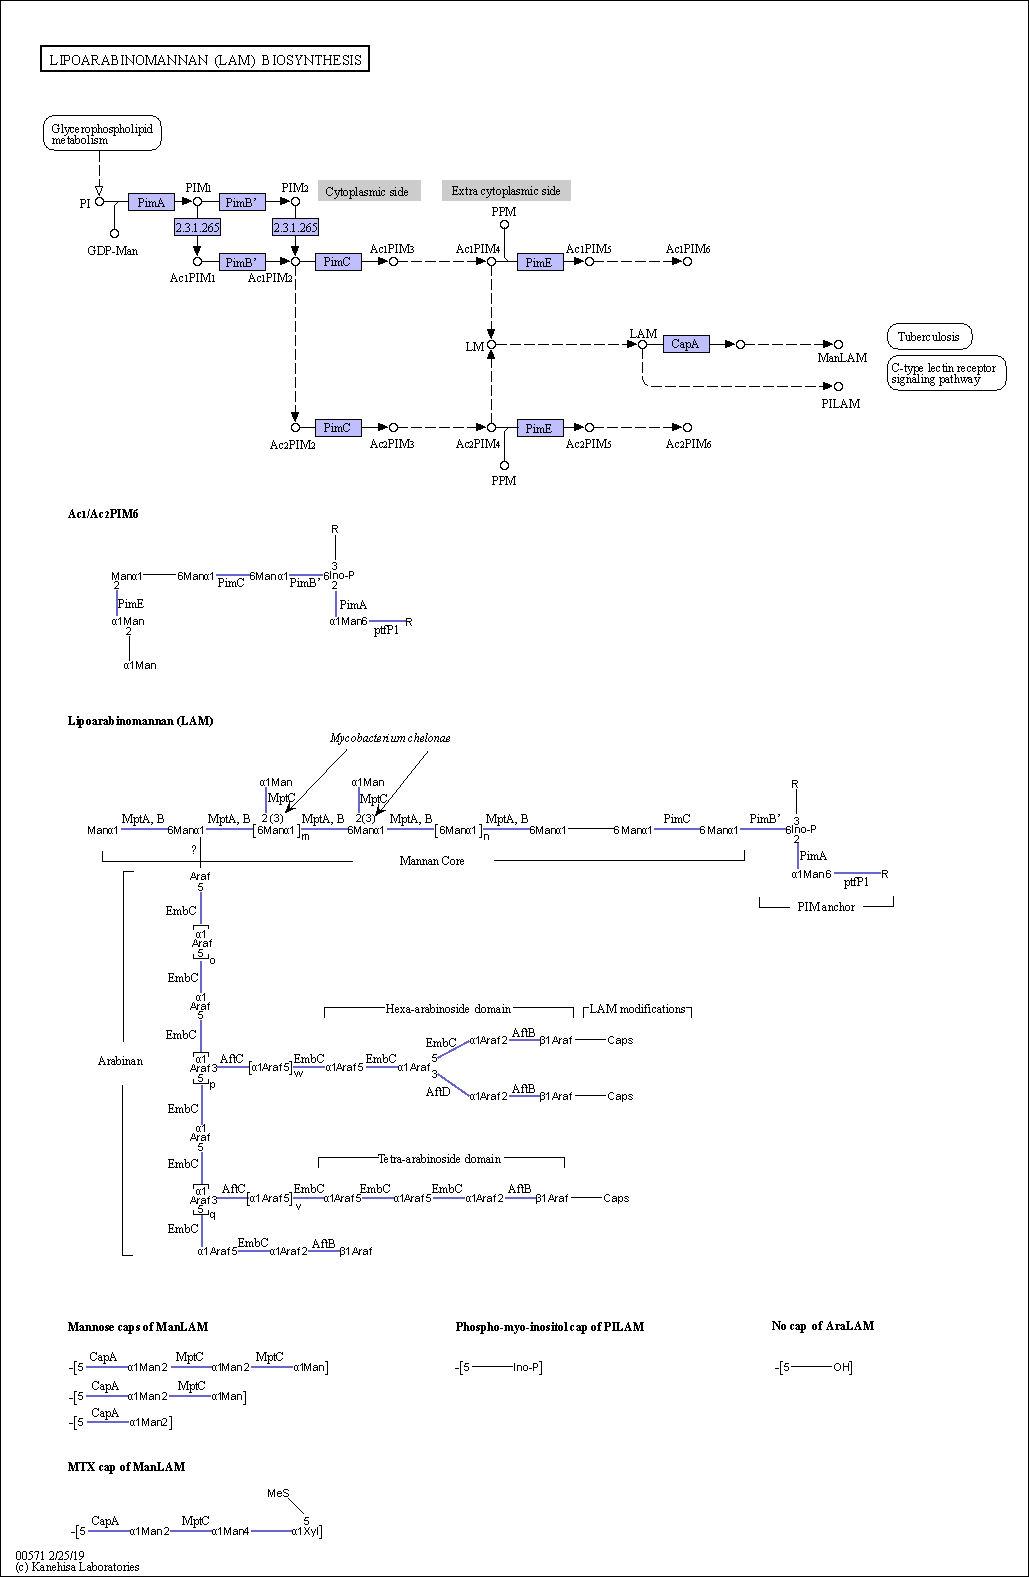 LIPOARABINOMANNAN (LAM) BIOSYNTHESIS
Glycerophospholipid
metabolism
PIM1 PIM2 Cytoplasmic side Extra cytoplasmic side
PI PimA PimB'
PPM
2.3.1.265 2.3.1.265
GDP-Man
Ac1PIM3 Ac1PIM4 Ac1PIM5 Ac1PIM6
PimB' PimC PimE
Ac1PIM1 Ac1PIM2
LAM
Tuberculosis
LM CapA
ManLAM
C-type lectin receptor
signaling pathway
PILAM
PimC PimE
Ac2PIM2 Ac2PIM3 Ac2PIM4 Ac2PIM5 Ac2PIM6
PPM
Ac1/Ac2PIM6
R
3
Manα1 6Manα1 6Manα1 6Ino-P
PimC PimB'
2 2
PimE PimA
α1Man α1Man6 R
2 ptfP1
α1Man
Lipoarabinomannan (LAM)
Mycobacterium chelonae
α1Man α1Man R
MptC MptC
MptA, B MptA, B 2(3) MptA, B 2(3) MptA, B MptA, B PimC PimB' 3
Manα1 6Manα1 [6Manα1]m 6Manα1 [6Manα1]n 6Manα1 6Manα1 6Manα1 6Ino-P
2
? PimA
Mannan Core
Araf α1Man6 R
5 ptfP1
EmbC PIM anchor
α1
Araf
5 o
EmbC
α1
Araf
5 Hexa-arabinoside domain LAM modifications
EmbC EmbC α1Araf2 AftB β1Araf Caps
α1 AftC EmbC EmbC 5
Arabinan Araf3 [α1Araf5]w α1Araf5 α1Araf
5 p 3
EmbC AftD α1Araf2 AftB β1Araf Caps
α1
Araf
5
EmbC Tetra-arabinoside domain
α1 AftC EmbC EmbC EmbC AftB
Araf3 [α1Araf5]v α1Araf5 α1Araf5 α1Araf2 β1Araf Caps
5 q
EmbC EmbC AftB
α1Araf5 α1Araf2 β1Araf
Mannose caps of ManLAM Phospho-myo-inositol cap of PILAM No cap of AraLAM
CapA MptC MptC
-[5 α1Man2 α1Man2 α1Man] -[5 Ino-P] -[5 OH]
CapA MptC
-[5 α1Man2 α1Man]
CapA
-[5 α1Man2]
MTX cap of ManLAM
MeS
CapA MptC 5
-[5 α1Man2 α1Man4 α1Xyl]
00571 2/25/19
(c) Kanehisa Laboratories